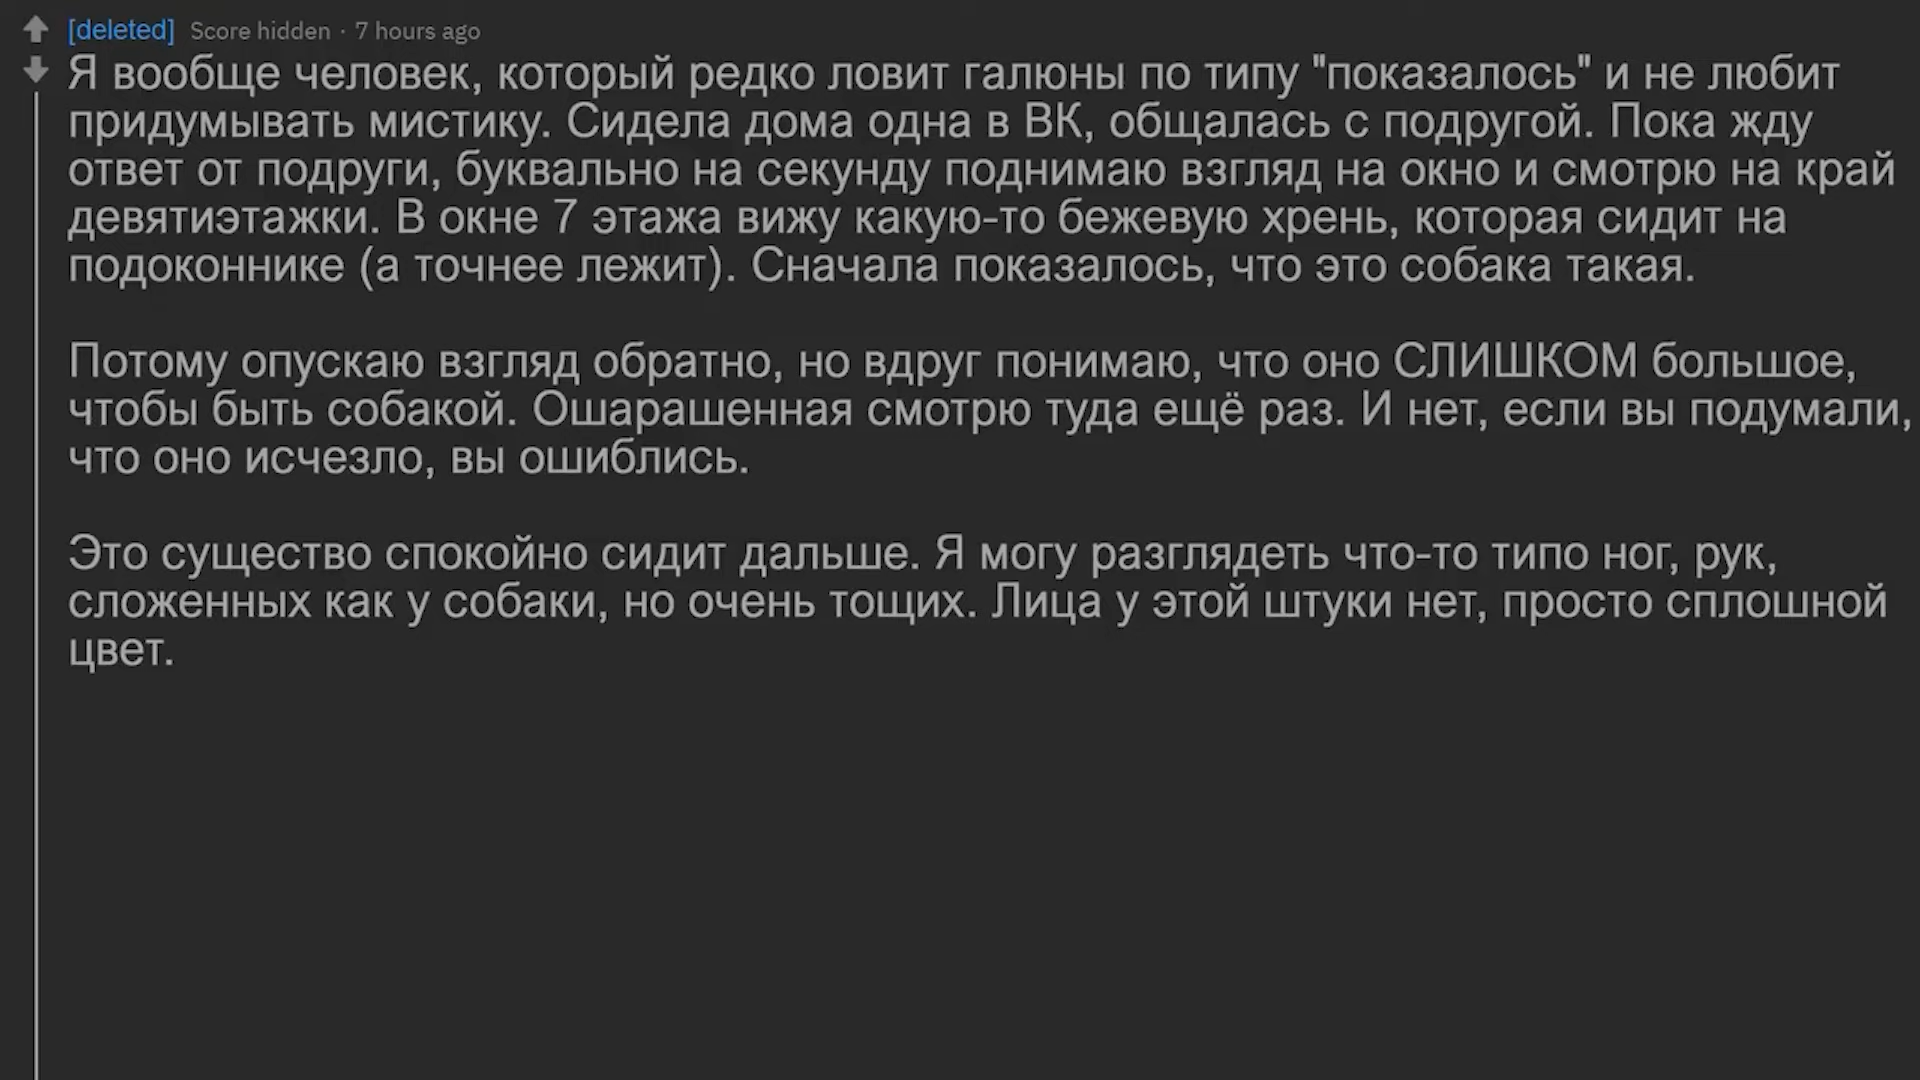 [deleted] Score hidden · 7 hours ago
Я вообще человек, который редко ловит галюны по типу "показалось" и не любит
придумывать мистику. Сидела дома одна в ВК, общалась с подругой. Пока жду
ответ от подруги, буквально на секунду поднимаю взгляд на окно и смотрю на край
девятиэтажки. В окне 7 этажа вижу какую-то бежевую хрень, которая сидит на
подоконнике (а точнее лежит). Сначала показалось, что это собака такая.
Потому опускаю взгляд обратно, но вдруг понимаю, что оно СЛИШКОМ большое,
чтобы быть собакой. Ошарашенная смотрю туда ещё раз. И нет, если вы подумали,
что оно исчезло, вы ошиблись.
Это существо спокойно сидит дальше. Я могу разглядеть что-то типо ног, рук,
сложенных как у собаки, но очень тощих. Лица у этой штуки нет, просто сплошной
цвет.